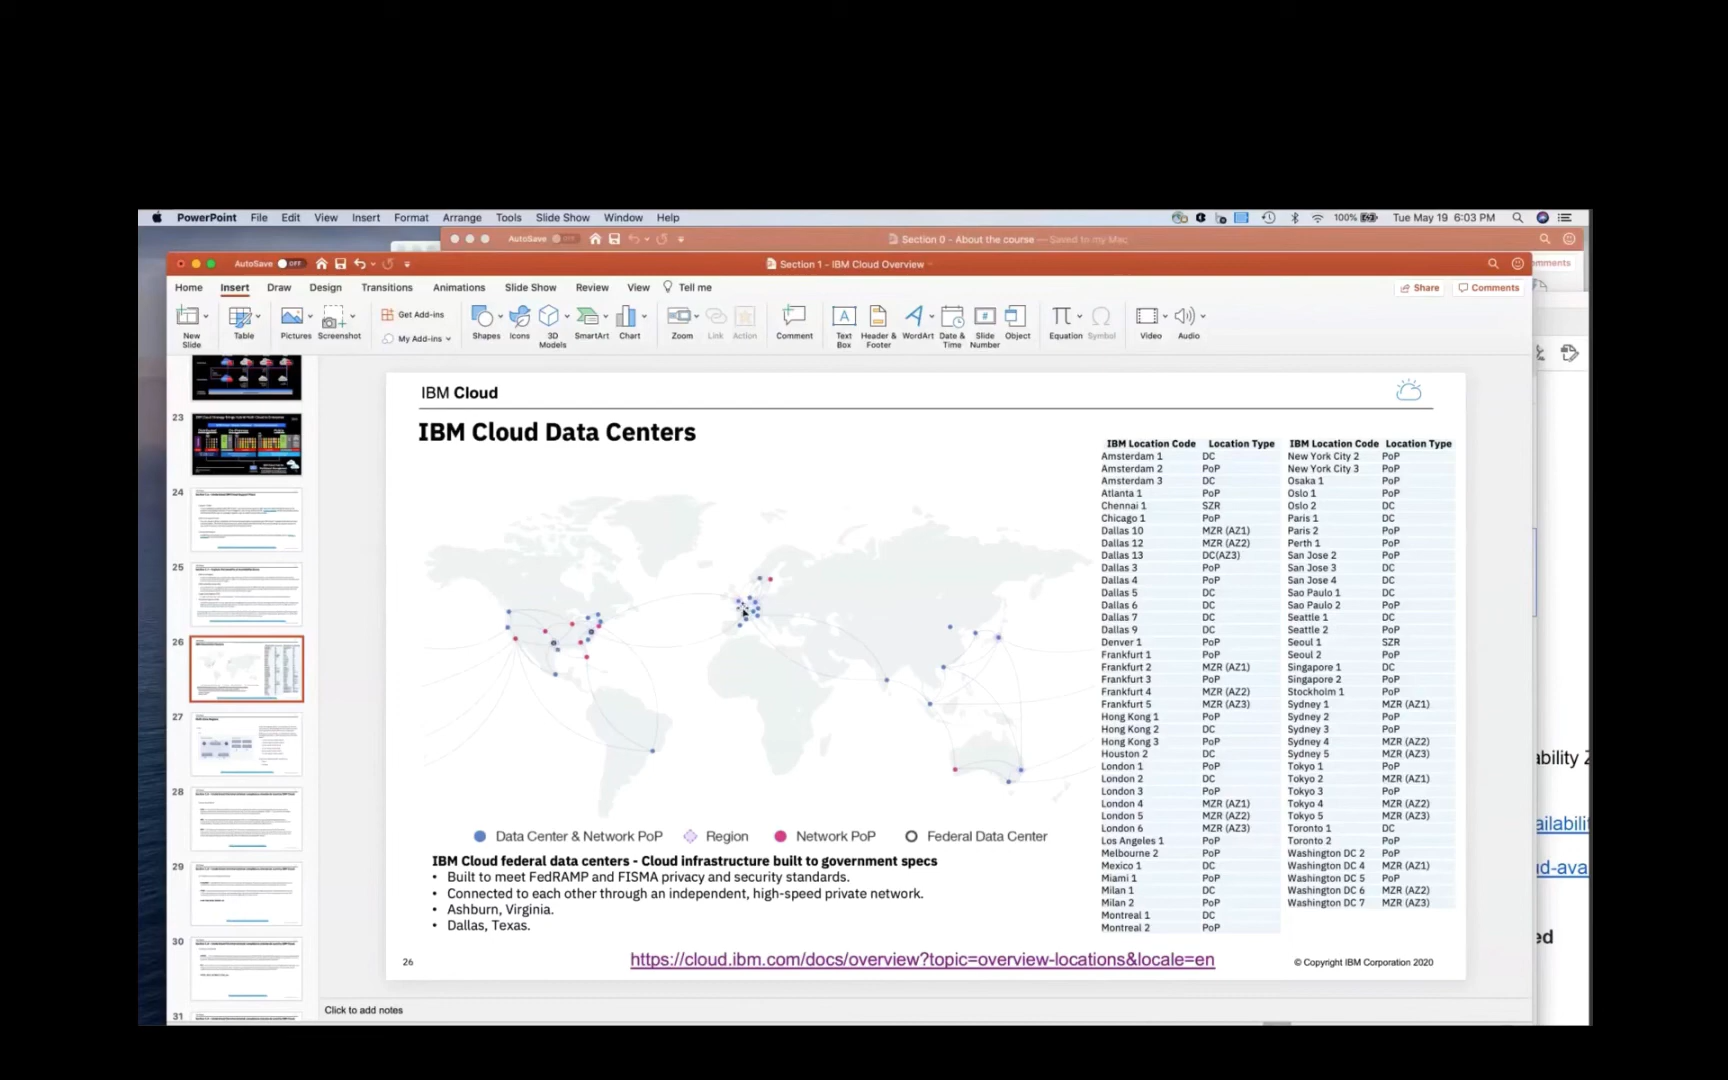 PowerPoint File Edit View Insert Format Arrange Tools Slide Show Window Help 100% Tue May 19 6:03 PM
AutoSave OFF Section 0 - About the course — Saved to my Mac
AutoSave OFF Section 1 - IBM Cloud Overview
Home Insert Draw Design Transitions Animations Slide Show Review View Tell me Share Comments
New Slide
Table
Pictures
Screenshot
Get Add-ins
My Add-ins
Shapes
Icons
3D Models
SmartArt
Chart
Zoom
Link
Action
Comment
Text Box
Header & Footer
WordArt
Date & Time
Slide Number
Object
Equation
Symbol
Video
Audio
23
24
25
26
27
28
29
30
31
IBM Cloud
IBM Cloud Data Centers
IBM Location Code Location Type
Amsterdam 1 DC
Amsterdam 2 PoP
Amsterdam 3 DC
Atlanta 1 PoP
Chennai 1 SZR
Chicago 1 PoP
Dallas 10 MZR (AZ1)
Dallas 12 MZR (AZ2)
Dallas 13 DC(AZ3)
Dallas 3 PoP
Dallas 4 PoP
Dallas 5 DC
Dallas 6 DC
Dallas 7 DC
Dallas 9 DC
Denver 1 PoP
Frankfurt 1 PoP
Frankfurt 2 MZR (AZ1)
Frankfurt 3 PoP
Frankfurt 4 MZR (AZ2)
Frankfurt 5 MZR (AZ3)
Hong Kong 1 PoP
Hong Kong 2 DC
Hong Kong 3 PoP
Houston 2 DC
London 1 PoP
London 2 DC
London 3 PoP
London 4 MZR (AZ1)
London 5 MZR (AZ2)
London 6 MZR (AZ3)
Los Angeles 1 PoP
Melbourne 2 PoP
Mexico 1 DC
Miami 1 PoP
Milan 1 DC
Milan 2 PoP
Montreal 1 DC
Montreal 2 PoP
IBM Location Code Location Type
New York City 2 PoP
New York City 3 PoP
Osaka 1 PoP
Oslo 1 PoP
Oslo 2 DC
Paris 1 DC
Paris 2 PoP
Perth 1 PoP
San Jose 2 PoP
San Jose 3 DC
San Jose 4 DC
Sao Paulo 1 DC
Sao Paulo 2 PoP
Seattle 1 DC
Seattle 2 PoP
Seoul 1 SZR
Seoul 2 PoP
Singapore 1 DC
Singapore 2 PoP
Stockholm 1 PoP
Sydney 1 MZR (AZ1)
Sydney 2 PoP
Sydney 3 PoP
Sydney 4 MZR (AZ2)
Sydney 5 MZR (AZ3)
Tokyo 1 PoP
Tokyo 2 MZR (AZ1)
Tokyo 3 PoP
Tokyo 4 MZR (AZ2)
Tokyo 5 MZR (AZ3)
Toronto 1 DC
Toronto 2 PoP
Washington DC 2 PoP
Washington DC 4 MZR (AZ1)
Washington DC 5 PoP
Washington DC 6 MZR (AZ2)
Washington DC 7 MZR (AZ3)
Data Center & Network PoP Region Network PoP Federal Data Center
IBM Cloud federal data centers - Cloud infrastructure built to government specs
• Built to meet FedRAMP and FISMA privacy and security standards.
• Connected to each other through an independent, high-speed private network.
• Ashburn, Virginia.
• Dallas, Texas.
26
https://cloud.ibm.com/docs/overview?topic=overview-locations&locale=en
© Copyright IBM Corporation 2020
Click to add notes
omments
ability Z
ailabilit
ud-ava
ed